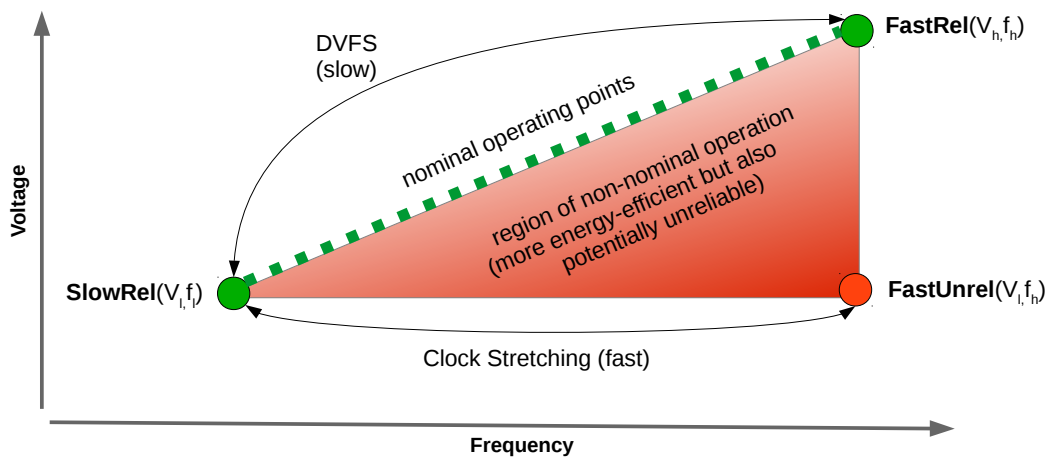 FastRel(Vh,fh)
DVFS
(slow)
nominal operating points
region of non-nominal operation
(more energy-efficient but also
potentially unreliable)
Voltage
SlowRel(Vl,fl)
FastUnrel(Vl,fh)
Clock Stretching (fast)
Frequency